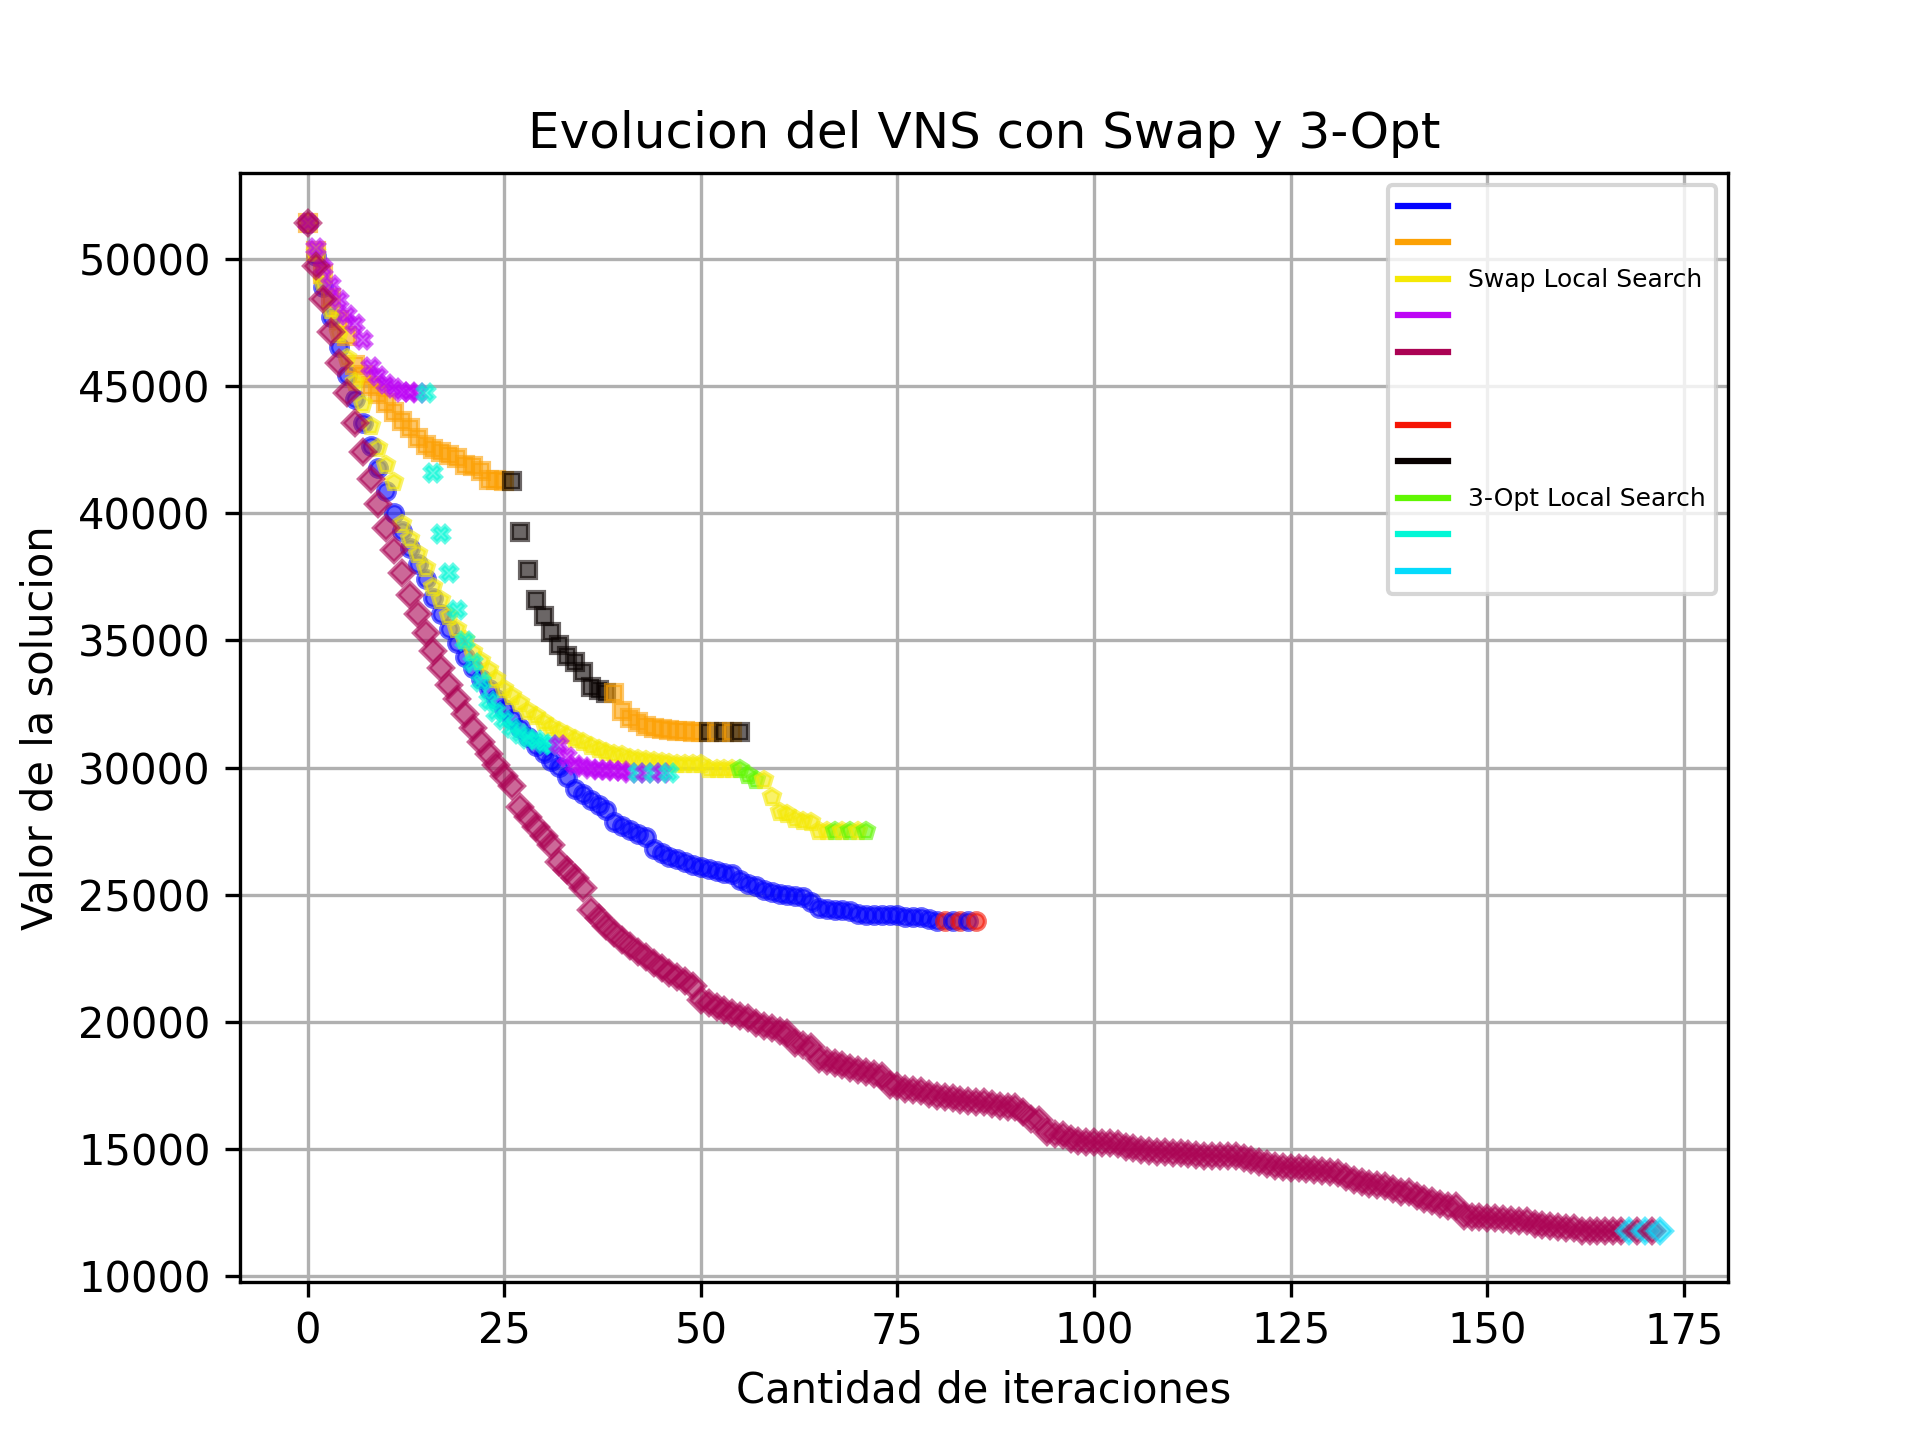 Evolucion del VNS con Swap y 3-Opt
Valor de la solucion
50000
45000
40000
35000
30000
25000
20000
15000
10000
Swap Local Search
3-Opt Local Search
0 25 50 75 100 125 150 175
Cantidad de iteraciones